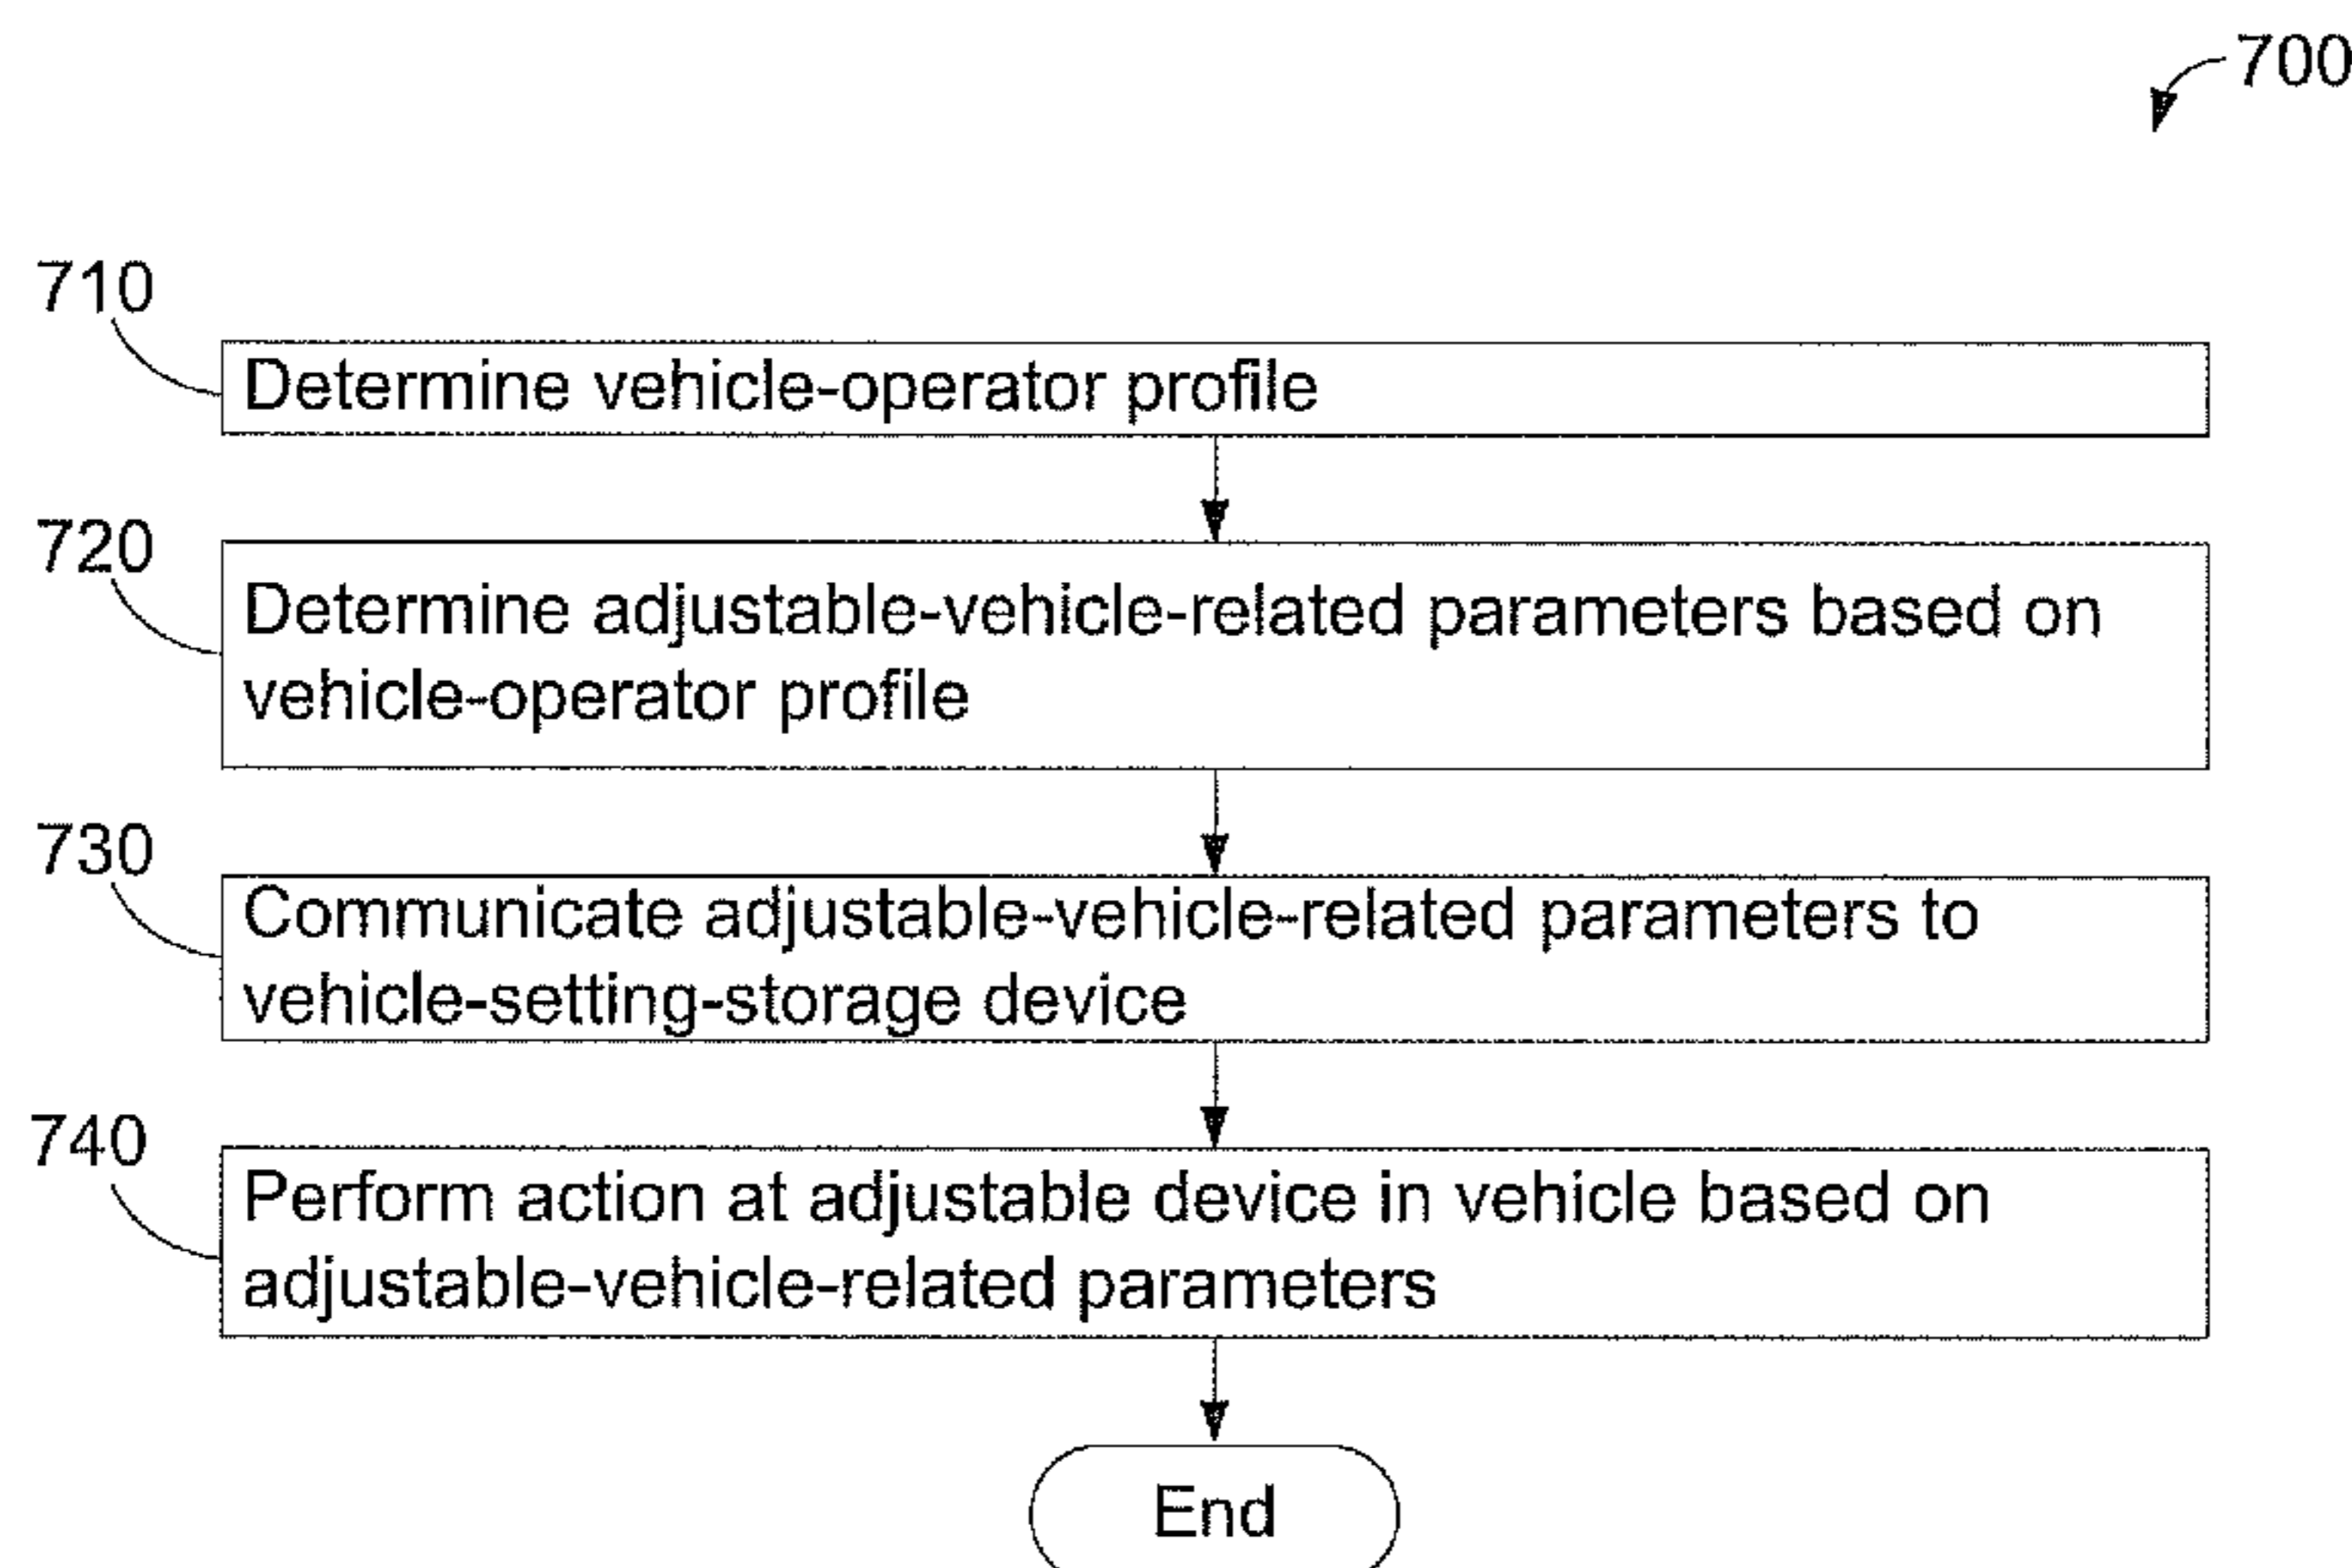 700
710
Determine vehicle-operator profile
720
Determine adjustable-vehicle-related parameters based on
vehicle-operator profile
730
Communicate adjustable-vehicle-related parameters to
vehicle-setting-storage device
740
Perform action at adjustable device in vehicle based on
adjustable-vehicle-related parameters
End